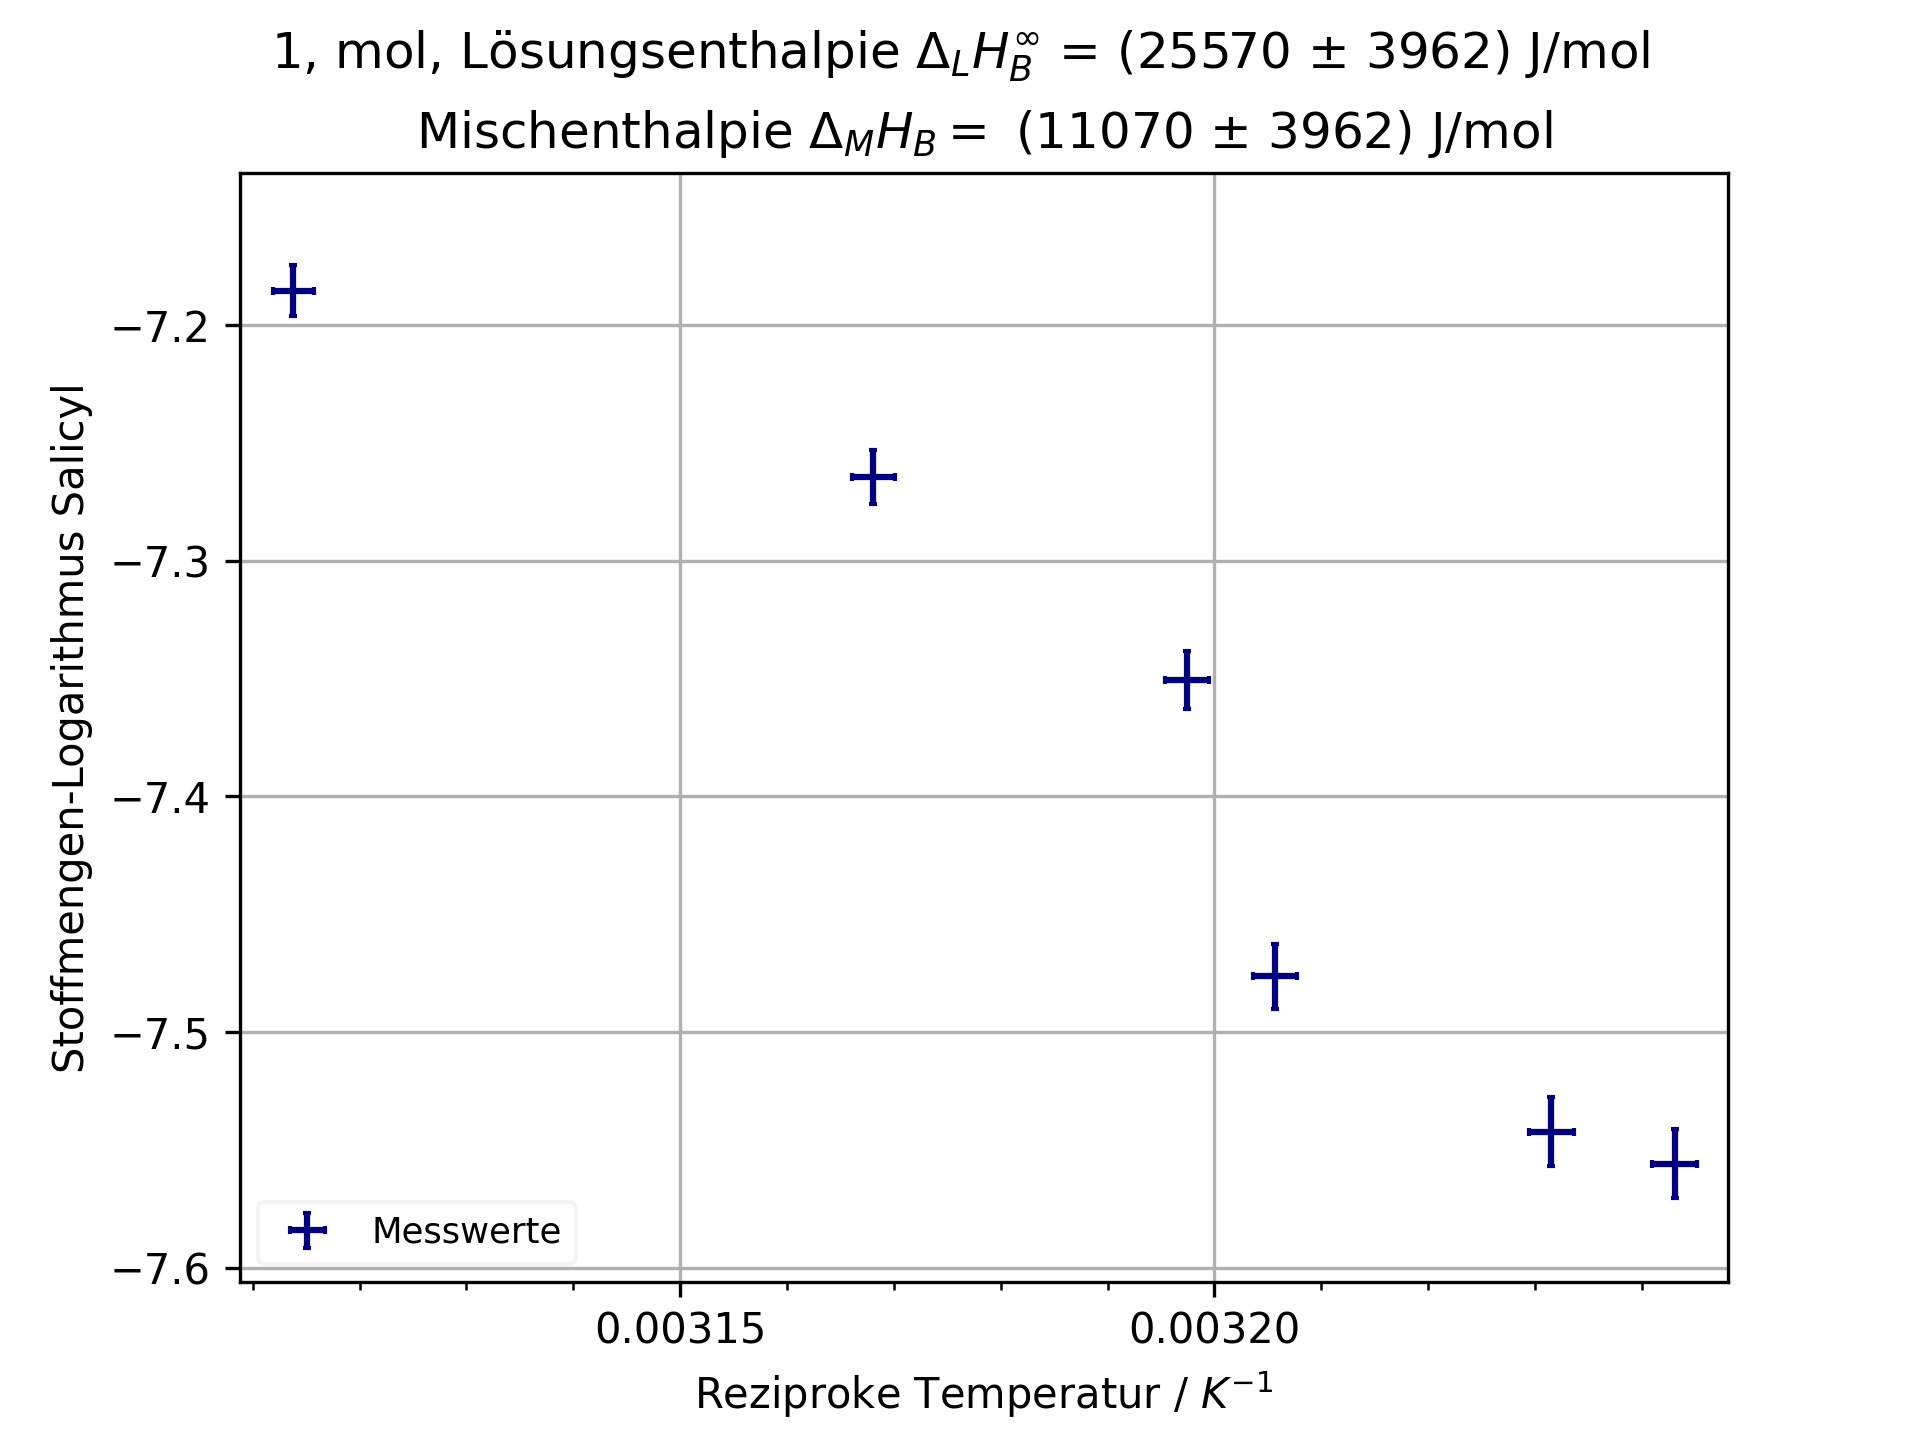 1, mol, Lösungsenthalpie Δ_L H_B^∞ = (25570 ± 3962) J/mol
Mischenthalpie Δ_M H_B = (11070 ± 3962) J/mol
Stoffmengen-Logarithmus Salicyl
−7.2
−7.3
−7.4
−7.5
−7.6
Messwerte
0.00315 0.00320
Reziproke Temperatur / K⁻¹